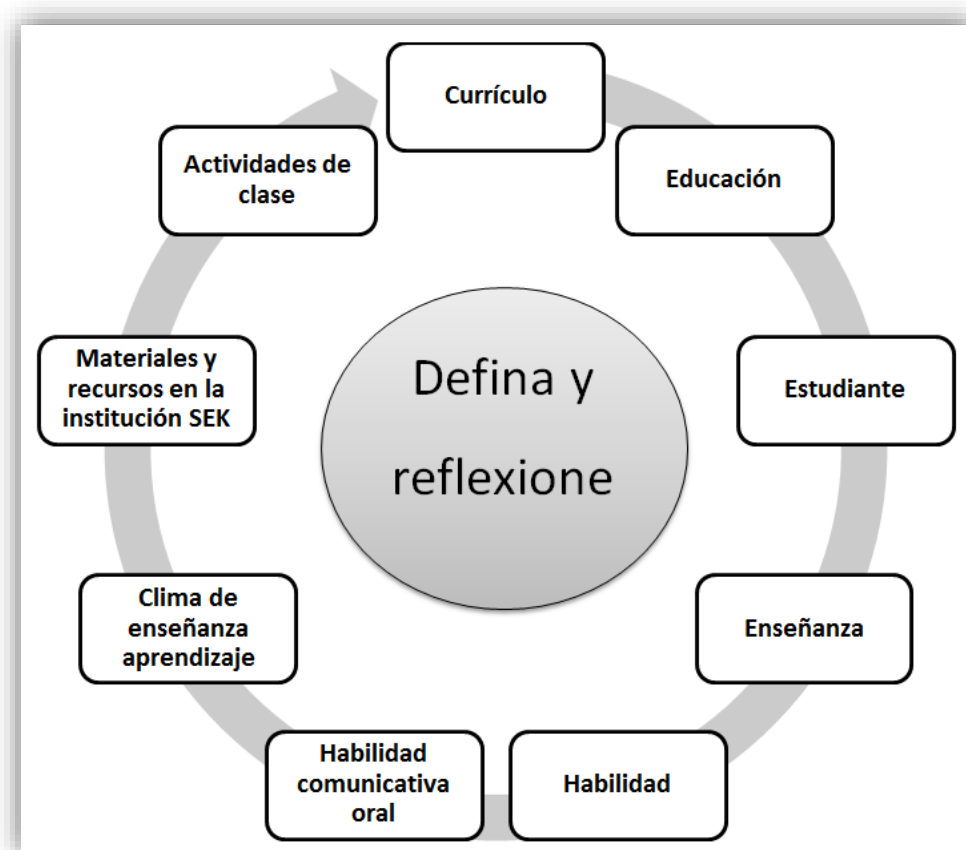 Currículo
Educación
Estudiante
Enseñanza
Habilidad
Habilidad
comunicativa
oral
Clima de
enseñanza
aprendizaje
Materiales y
recursos en la
institución SEK
Actividades de
clase
Defina y
reflexione